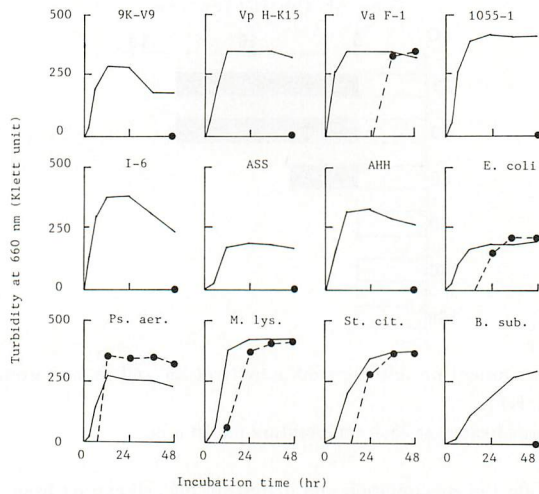 9K-V9 Vp H-K15 Va F-1 1055-1
500
250
0
I-6 ASS AHH E. coli
500
250
0
Ps. aer. M. lys. St. cit. B. sub.
500
250
0
0 24 48 0 24 48 0 24 48 0 24 48
Turbidity at 660 nm (Klett unit)
Incubation time (hr)